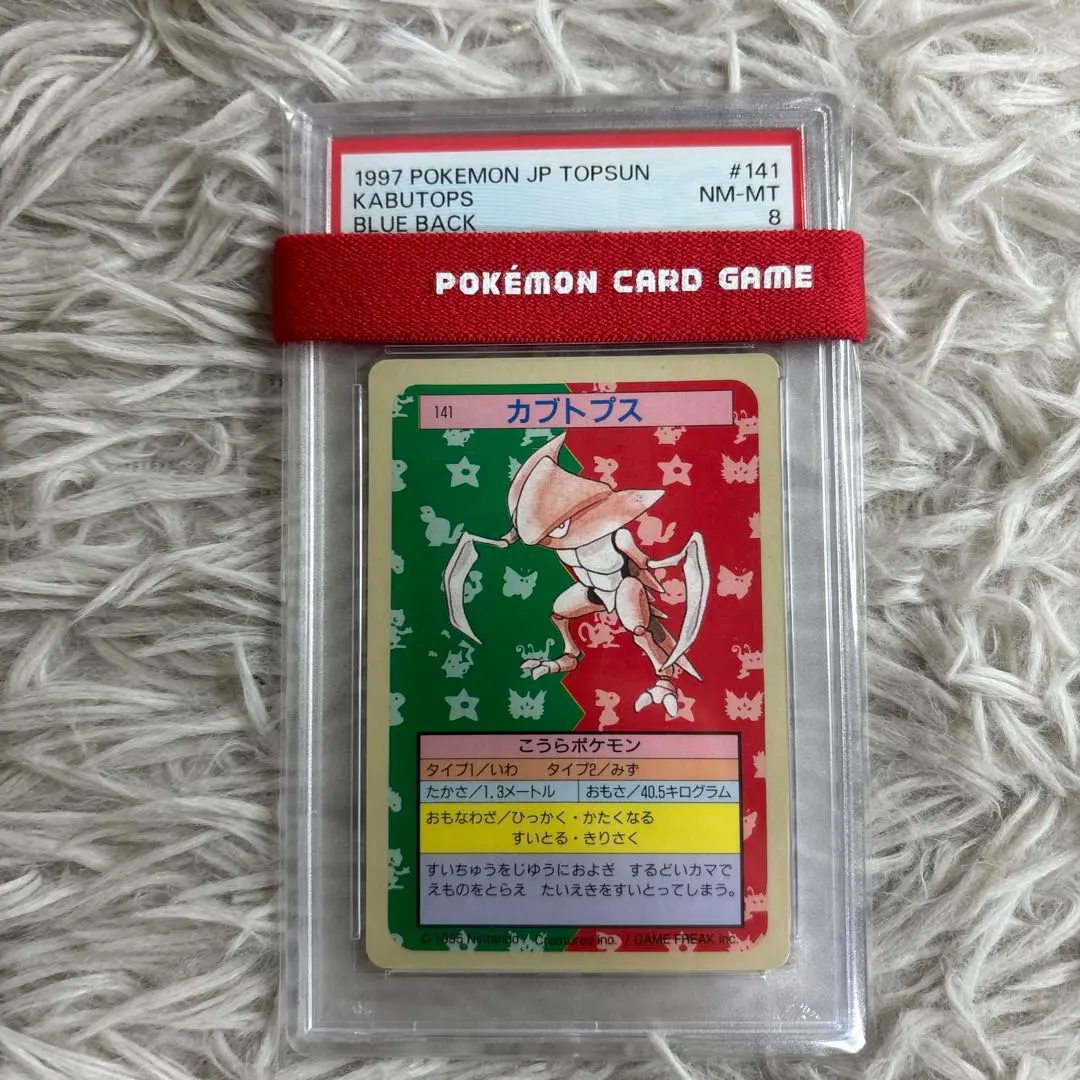 1997 POKEMON JP TOPSUN #141
KABUTOPS NM-MT
BLUE BACK 8
POKÉMON CARD GAME
141 カブトプス
こうらポケモン
タイプ1/いわ タイプ2/みず
たかさ/1.3メートル おもさ/40.5キログラム
おもなわざ/ひっかく・かたくなる
すいとる・きりさく
すいちゅうをじゆうにおよぎ するどいカマで
えものをとらえ たいえきをすいとってしまう。
© 1995 Nintendo / Creatures inc. / GAME FREAK inc.